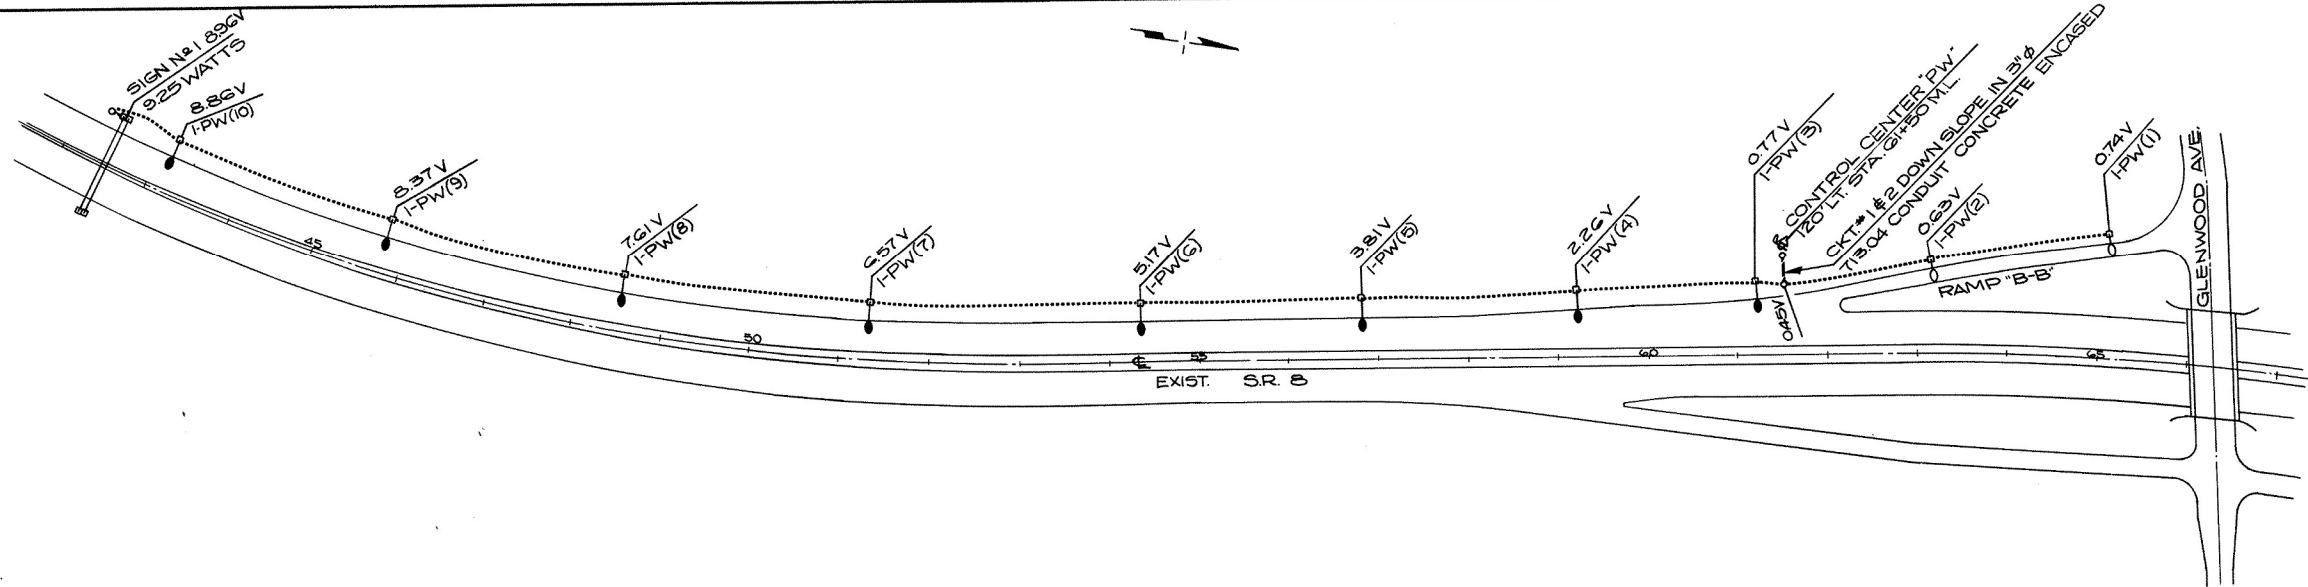 SIGN No 1 8.96V
925 WATTS
8.86V
1-PW(10)
8.37V
1-PW(9)
7.61V
1-PW(8)
6.57V
1-PW(7)
5.17V
1-PW(6)
3.81V
1-PW(5)
2.26V
1-PW(4)
0.77V
1-PW(3)
CONTROL CENTER "PW"
120' LT. STA. 61+50 M.L.
CKT.#1 & 2 DOWN SLOPE IN 3"φ
713.04 CONDUIT CONCRETE ENCASED
0.63V
1-PW(2)
0.74V
1-PW(1)
0.45V
RAMP "B-B"
GLENWOOD AVE.
45
50
℄
55
60
65
EXIST. S.R. 8